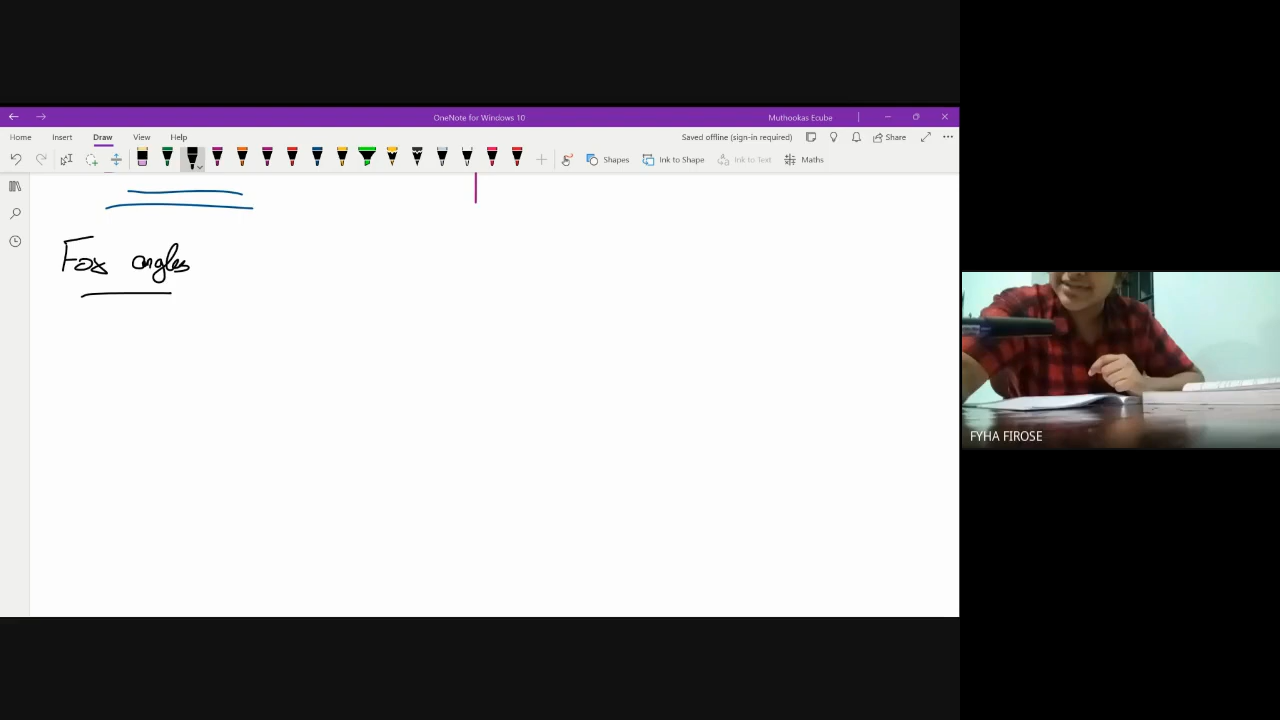 OneNote for Windows 10
Muthookas Ecube
Home Insert Draw View Help
Saved offline (sign-in required)
Share
Shapes
Ink to Shape
Ink to Text
Maths
For angles
FYHA FIROSE